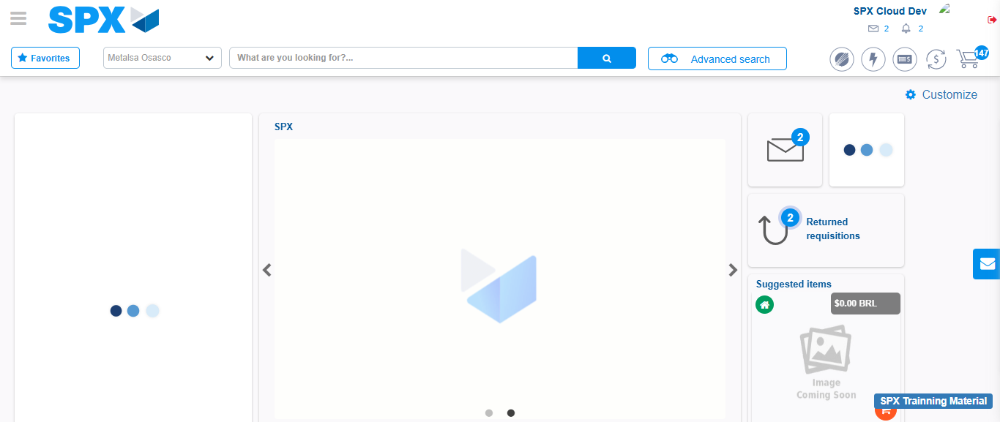 SPX
SPX Cloud Dev
2 2
Favorites
Metalsa Osasco
What are you looking for?...
Advanced search
$
$
147
Customize
SPX
2
2
Returned
requisitions
Suggested items
$0.00 BRL
Image
Coming Soon
SPX Trainning Material